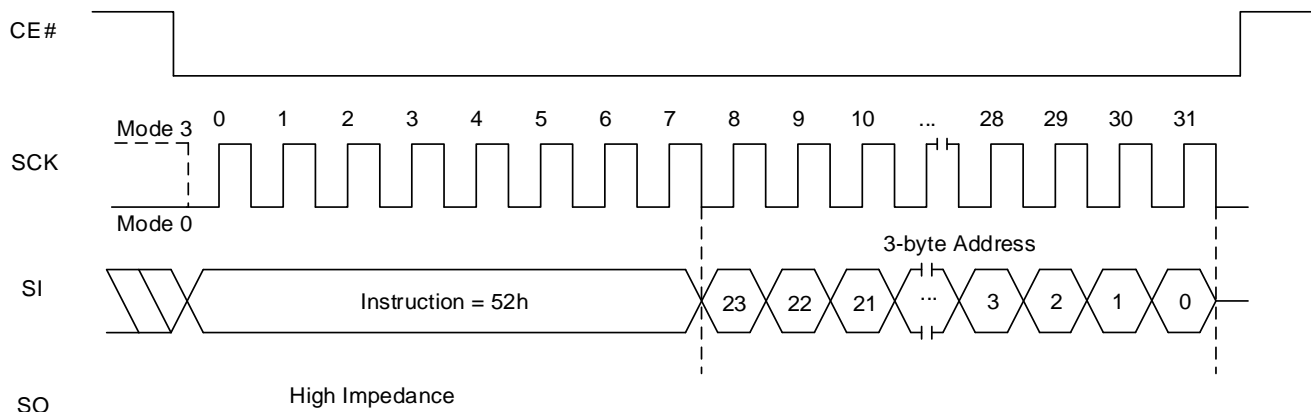 CE#
0 1 2 3 4 5 6 7 8 9 10 ... 28 29 30 31
Mode 3
SCK
Mode 0
3-byte Address
SI
Instruction = 52h 23 22 21 ... 3 2 1 0
High Impedance
SO